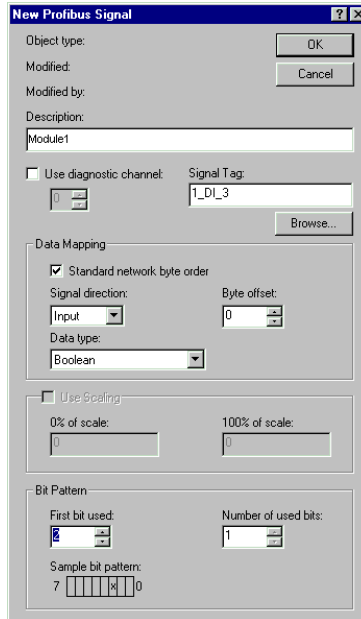 New Profibus Signal
Object type:
OK
Modified:
Cancel
Modified by:
Description:
Module1
Use diagnostic channel:
Signal Tag:
0
1_DI_3
Browse...
Data Mapping
Standard network byte order
Signal direction:
Byte offset:
Input
0
Data type:
Boolean
Use Scaling
0% of scale:
100% of scale:
0
0
Bit Pattern
First bit used:
Number of used bits:
2
1
Sample bit pattern:
7 x 0